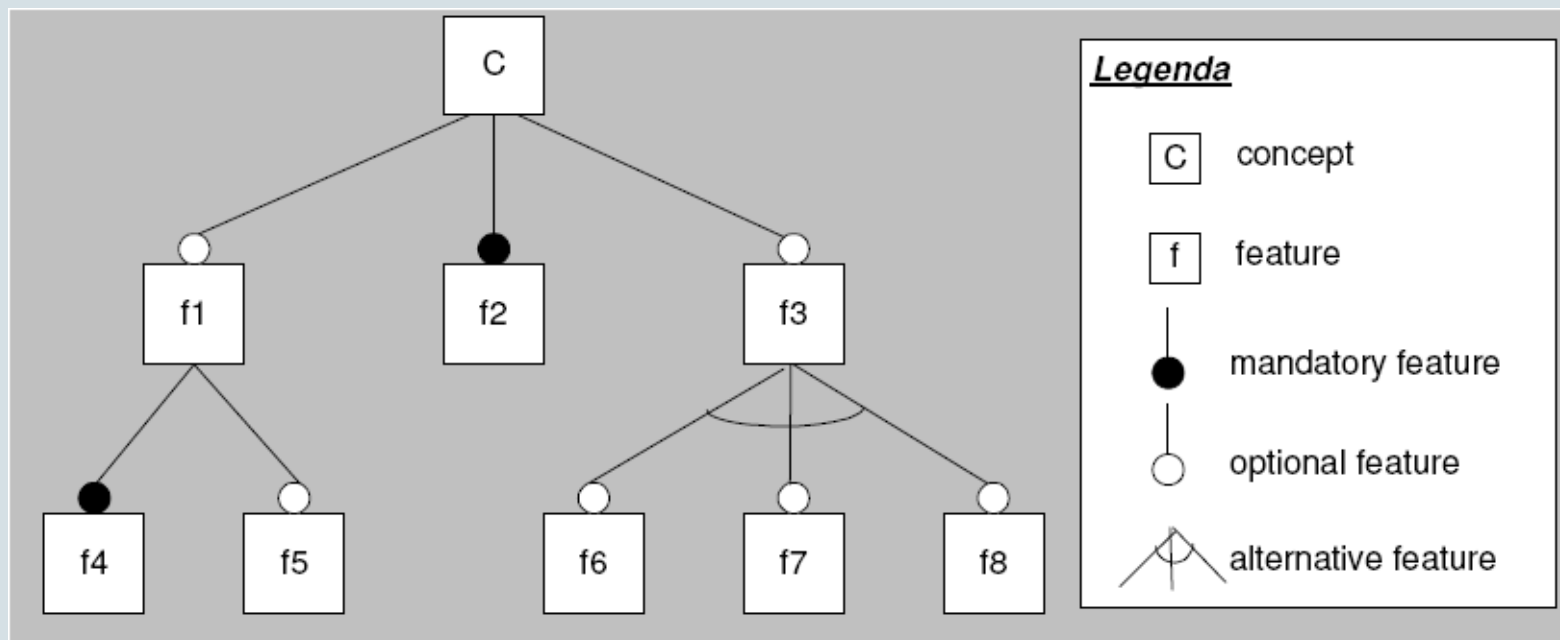 C
f1
f2
f3
f4
f5
f6
f7
f8
Legenda
C concept
f feature
mandatory feature
optional feature
alternative feature